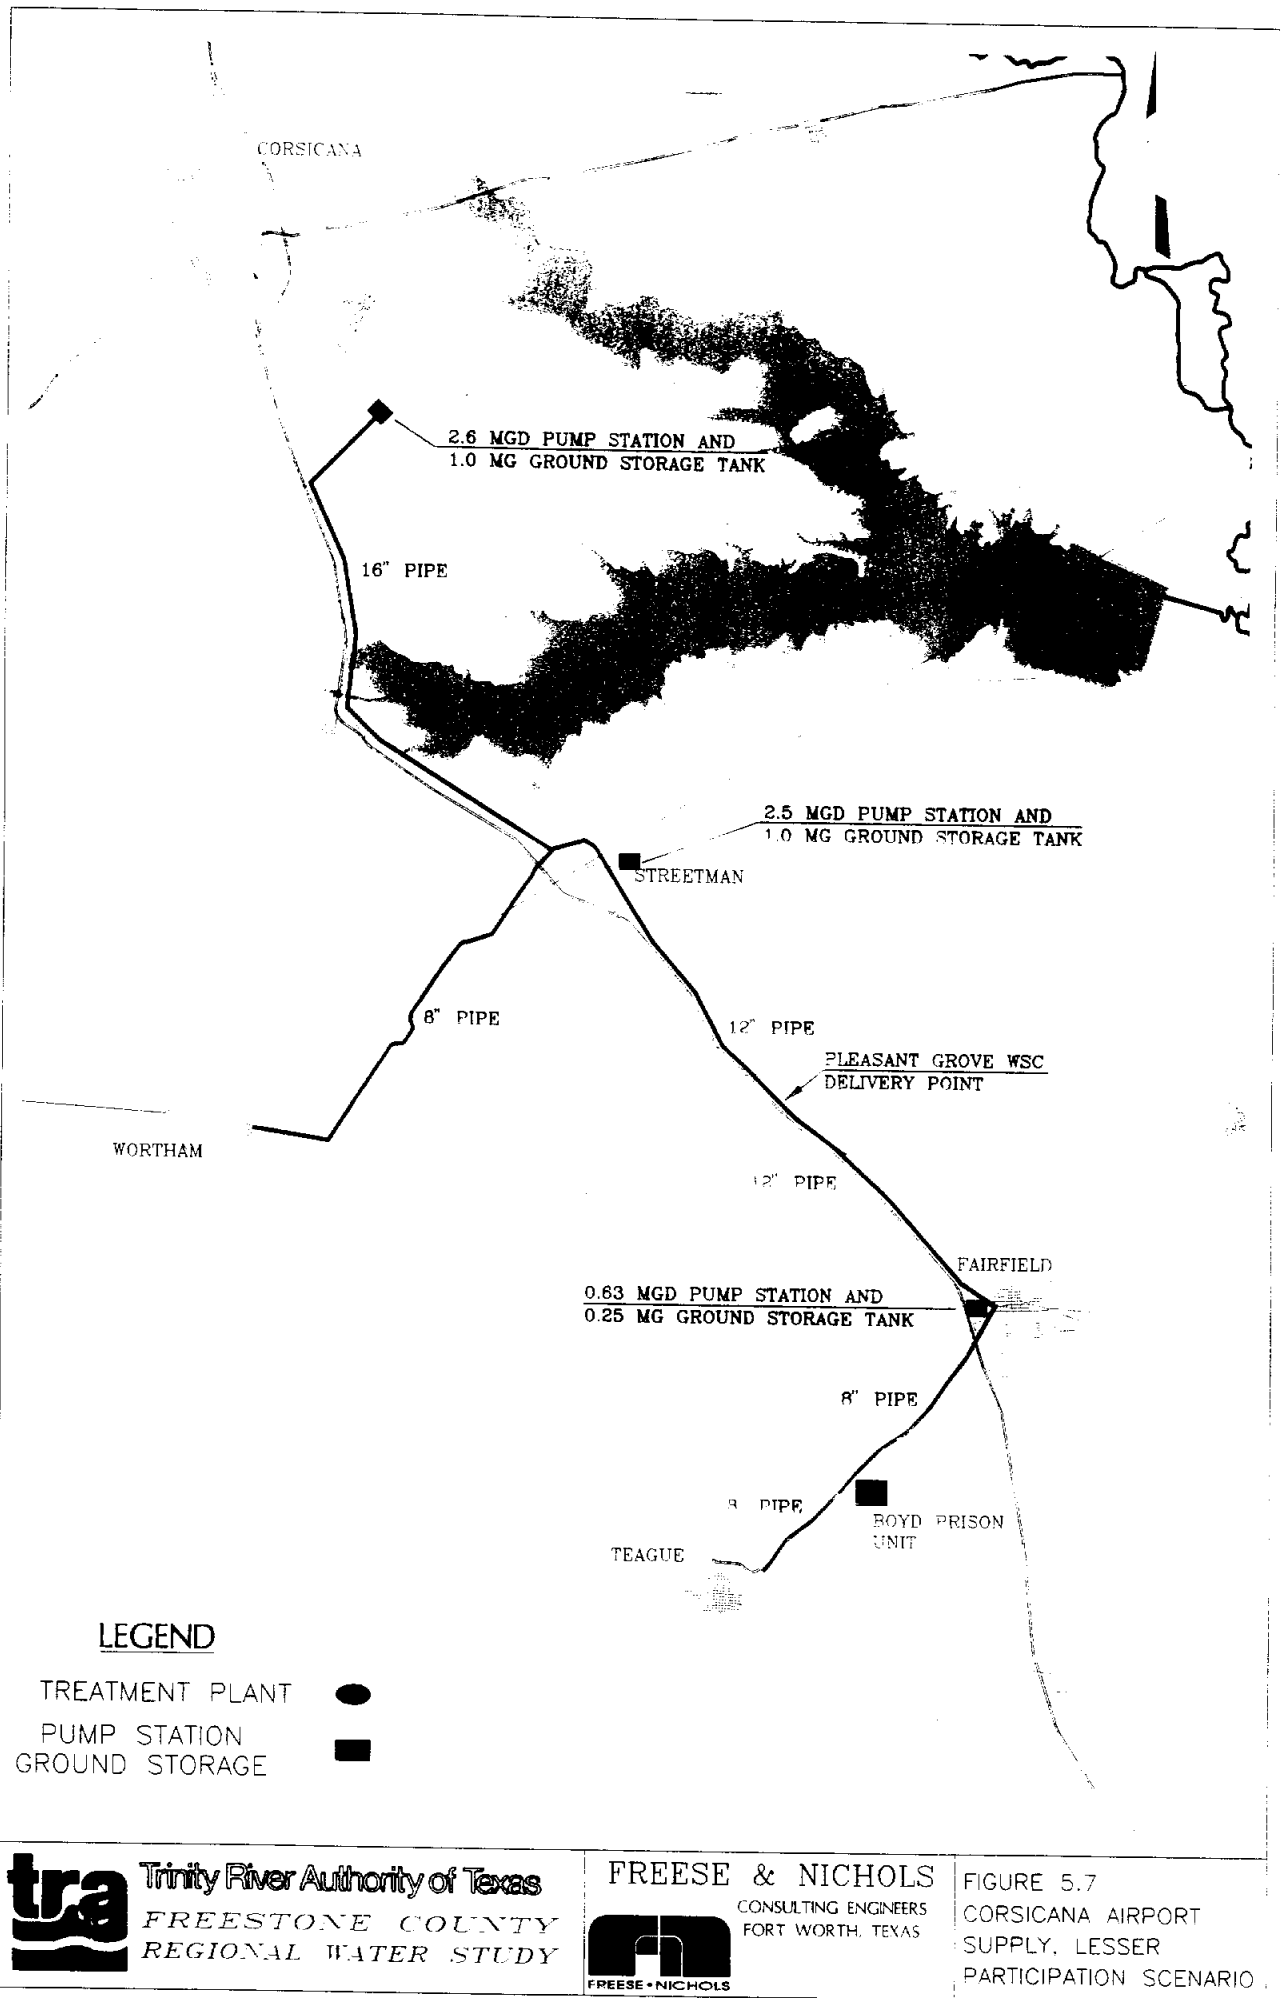 CORSICANA
2.6 MGD PUMP STATION AND
1.0 MG GROUND STORAGE TANK
16" PIPE
2.5 MGD PUMP STATION AND
1.0 MG GROUND STORAGE TANK
STREETMAN
8" PIPE
12" PIPE
PLEASANT GROVE WSC
DELIVERY POINT
WORTHAM
12" PIPE
FAIRFIELD
0.63 MGD PUMP STATION AND
0.25 MG GROUND STORAGE TANK
8" PIPE
8 PIPE
BOYD PRISON
UNIT
TEAGUE
LEGEND
TREATMENT PLANT
PUMP STATION
GROUND STORAGE
tra
Trinity River Authority of Texas
FREESTONE COUNTY
REGIONAL WATER STUDY
FREESE & NICHOLS
CONSULTING ENGINEERS
FORT WORTH, TEXAS
FREESE • NICHOLS
FIGURE 5.7
CORSICANA AIRPORT
SUPPLY, LESSER
PARTICIPATION SCENARIO